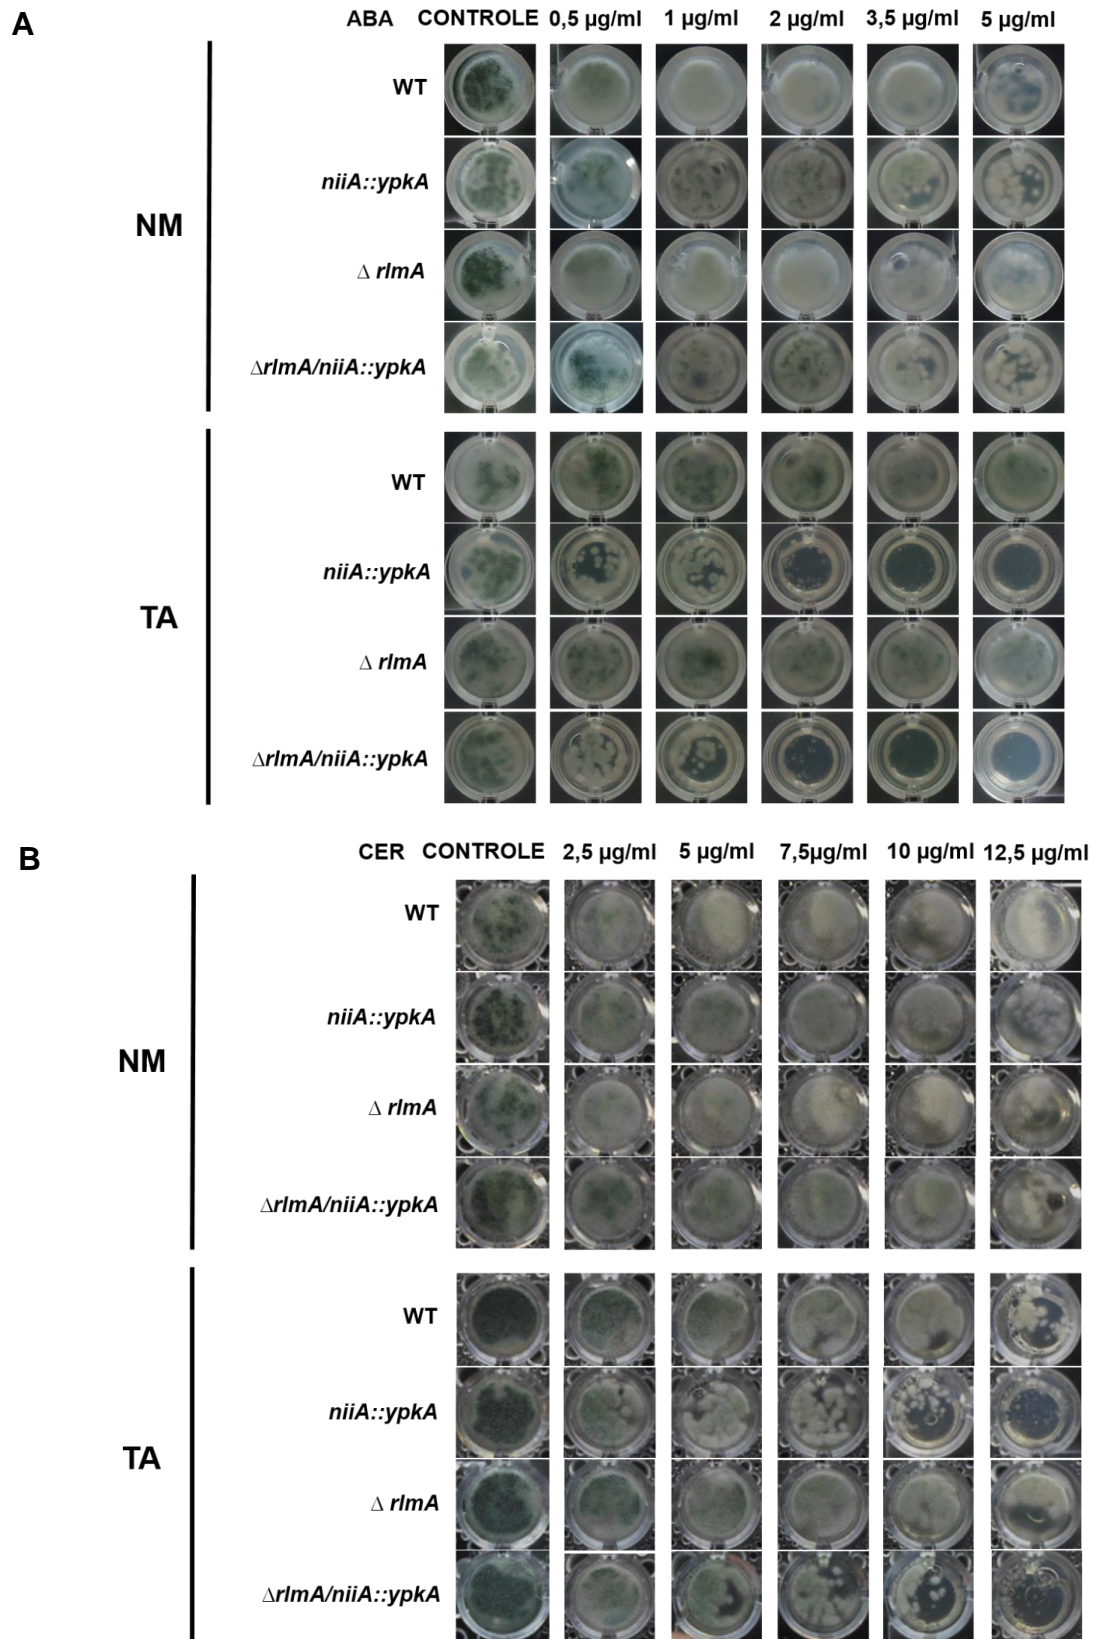 A
ABA CONTROLE 0,5 µg/ml 1 µg/ml 2 µg/ml 3,5 µg/ml 5 µg/ml
NM
WT
niiA::ypkA
Δ rlmA
ΔrlmA/niiA::ypkA
TA
WT
niiA::ypkA
Δ rlmA
ΔrlmA/niiA::ypkA
B
CER CONTROLE 2,5 µg/ml 5 µg/ml 7,5µg/ml 10 µg/ml 12,5 µg/ml
NM
WT
niiA::ypkA
Δ rlmA
ΔrlmA/niiA::ypkA
TA
WT
niiA::ypkA
Δ rlmA
ΔrlmA/niiA::ypkA